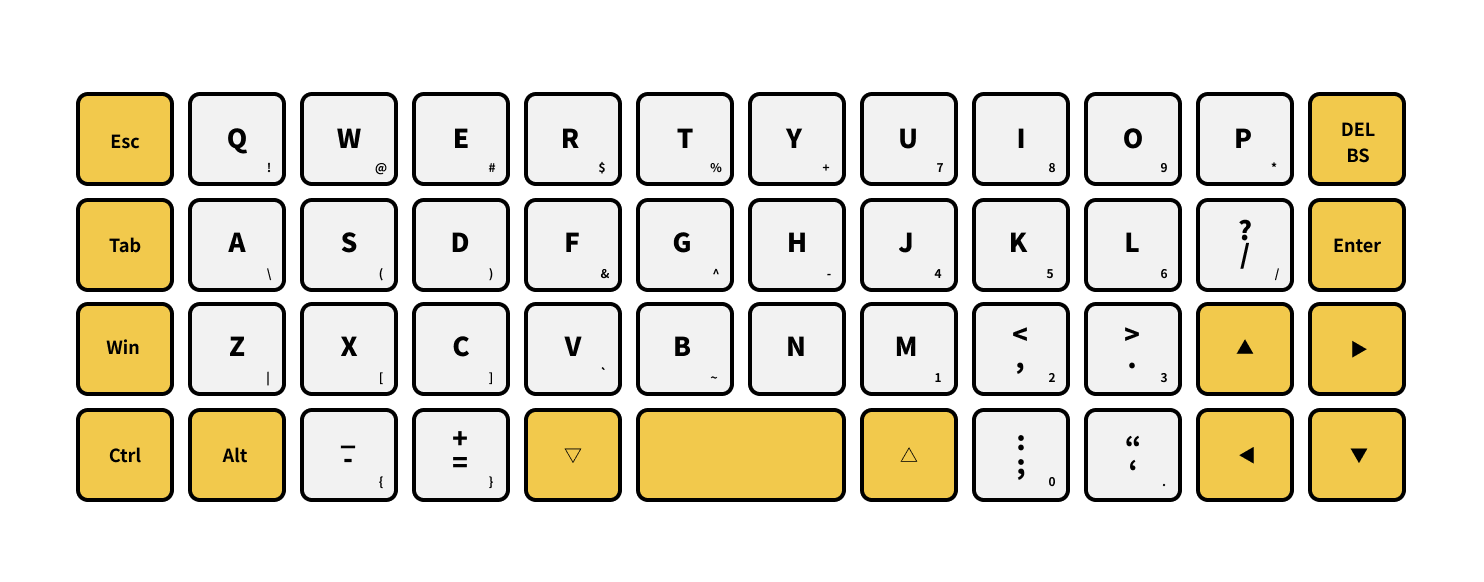 Esc Q ! W @ E # R $ T % Y + U 7 I 8 O 9 P * DEL BS
Tab A \ S ( D ) F & G ^ H - J 4 K 5 L 6 ? / / Enter
Win Z | X [ C ] V ` B ~ N M 1 < , 2 > . 3 ▲ ▶
Ctrl Alt _ - { + = } ▽ △ : ; 0 “ ‘ . ◀ ▼